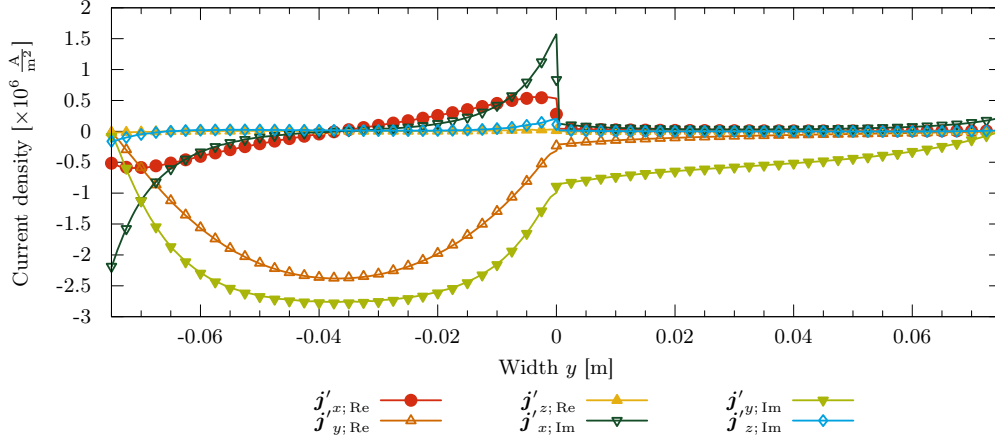 Current density [×10⁶ A/m²]
1.5
1
0.5
0
-0.5
-1
-1.5
-2
-2.5
-3
-0.06 -0.04 -0.02 0 0.02 0.04 0.06
Width y [m]
j′x; Re j′z; Re j′y; Im
j′y; Re j′x; Im j′z; Im